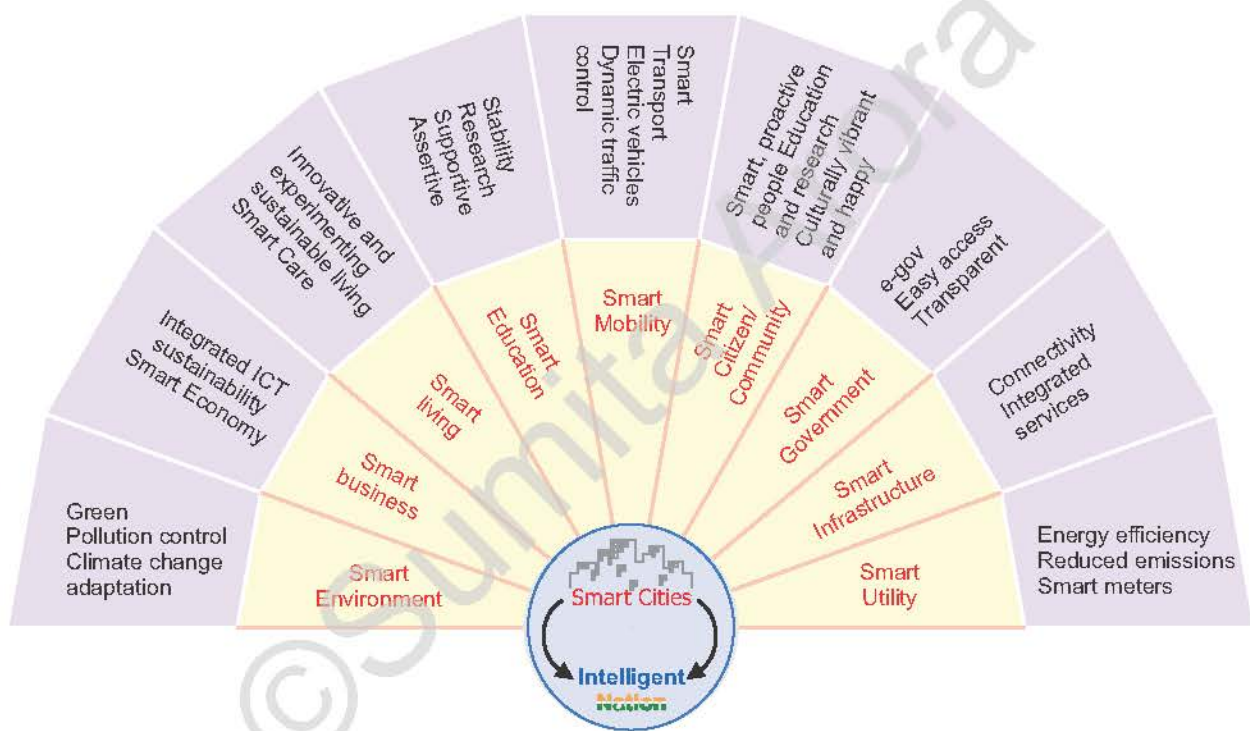 Green
Pollution control
Climate change
adaptation
Smart
Environment
Integrated ICT
sustainability
Smart Economy
Smart
business
Innovative and
experimenting
sustainable living
Smart Care
Smart
living
Stability
Research
Supportive
Assertive
Smart
Education
Smart
Transport
Electric vehicles
Dynamic traffic
control
Smart
Mobility
Smart, proactive
people Education
and research
Culturally vibrant
and happy
Smart
Citizen/
Community
e-gov
Easy access
Transparent
Smart
Government
Connectivity
Integrated
services
Smart
Infrastructure
Energy efficiency
Reduced emissions
Smart meters
Smart
Utility
Smart Cities
Intelligent
Nation
©Sumita Arora